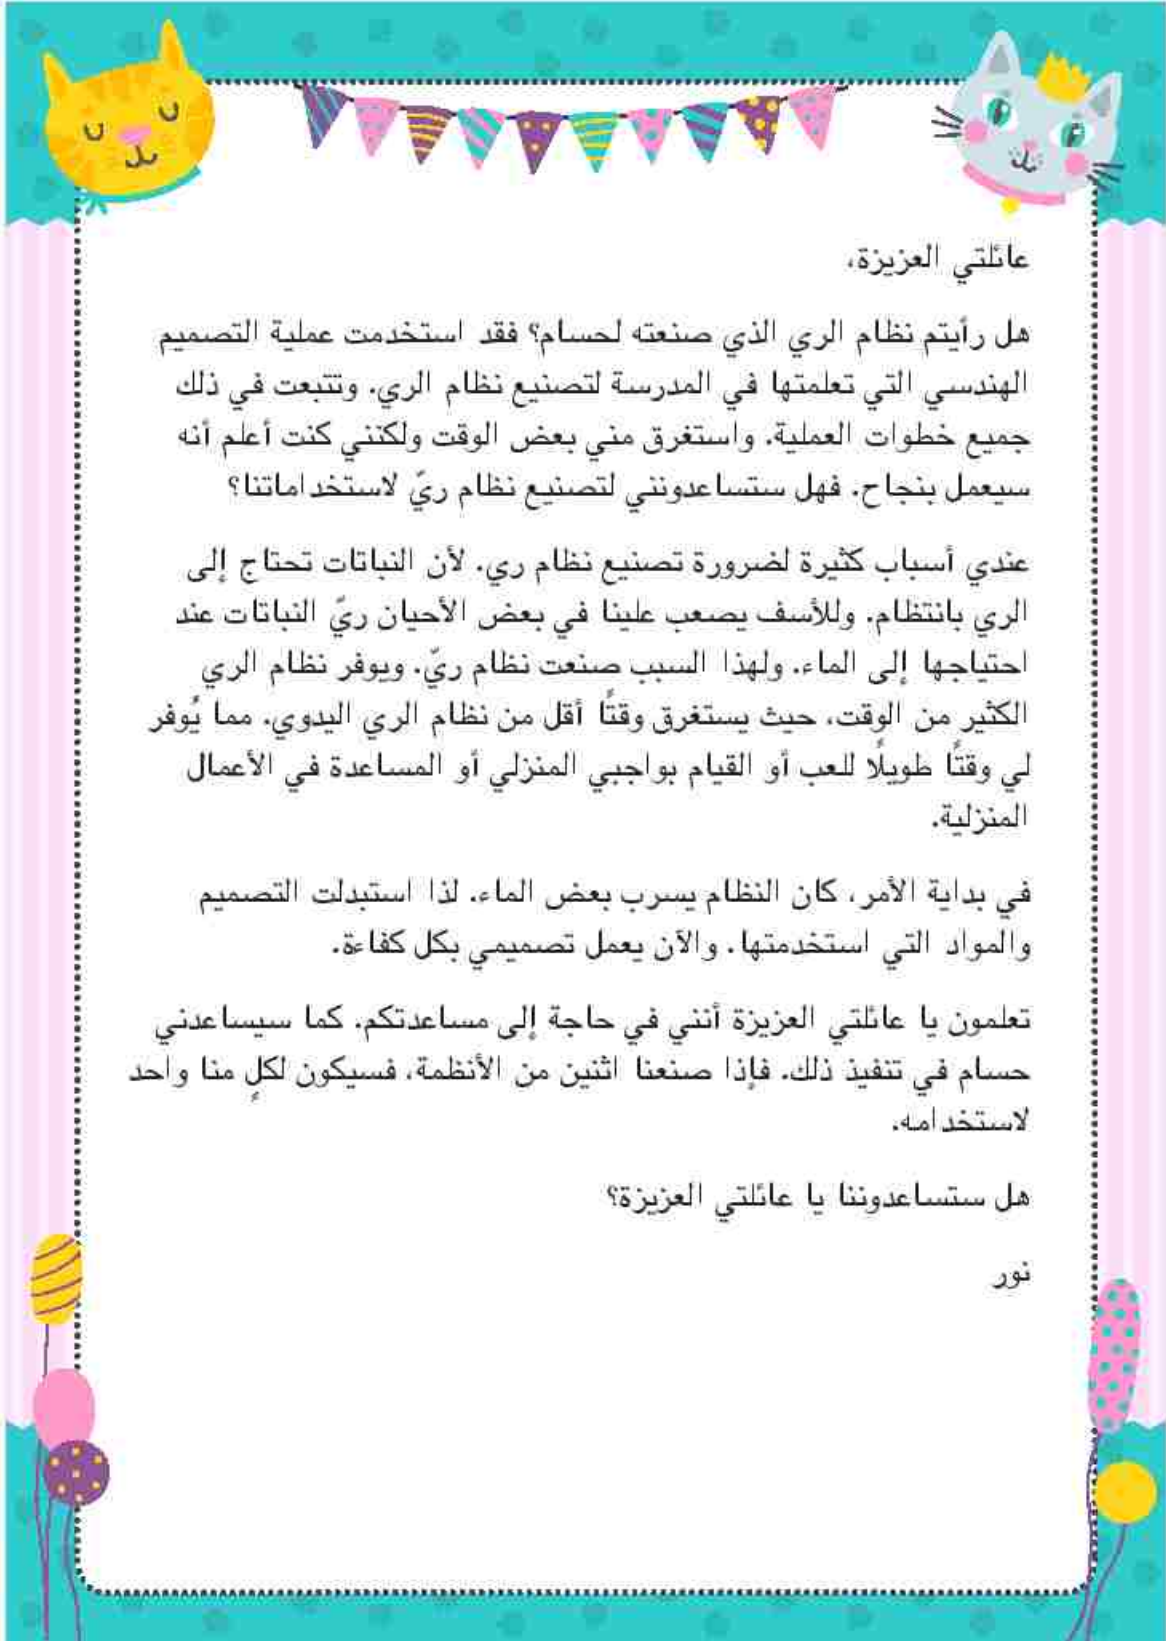 عائلتي العزيزة،
هل رأيتم نظام الري الذي صنعته لحسام؟ فقد استخدمت عملية التصميم
الهندسي التي تعلمتها في المدرسة لتصنيع نظام الري. وتتبعت في ذلك
جميع خطوات العملية. واستغرق مني بعض الوقت ولكنني كنت أعلم أنه
سيعمل بنجاح. فهل ستساعدونني لتصنيع نظام ريّ لاستخداماتنا؟
عندي أسباب كثيرة لضرورة تصنيع نظام ري. لأن النباتات تحتاج إلى
الري بانتظام. وللأسف يصعب علينا في بعض الأحيان ريّ النباتات عند
احتياجها إلى الماء. ولهذا السبب صنعت نظام ريّ. ويوفر نظام الري
الكثير من الوقت، حيث يستغرق وقتًا أقل من نظام الري اليدوي. مما يُوفر
لي وقتًا طويلًا للعب أو القيام بواجبي المنزلي أو المساعدة في الأعمال
المنزلية.
في بداية الأمر، كان النظام يسرب بعض الماء. لذا استبدلت التصميم
والمواد التي استخدمتها. والآن يعمل تصميمي بكل كفاءة.
تعلمون يا عائلتي العزيزة أنني في حاجة إلى مساعدتكم. كما سيساعدني
حسام في تنفيذ ذلك. فإذا صنعنا اثنين من الأنظمة، فسيكون لكلٍ منا واحد
لاستخدامه.
هل ستساعدوننا يا عائلتي العزيزة؟
نور